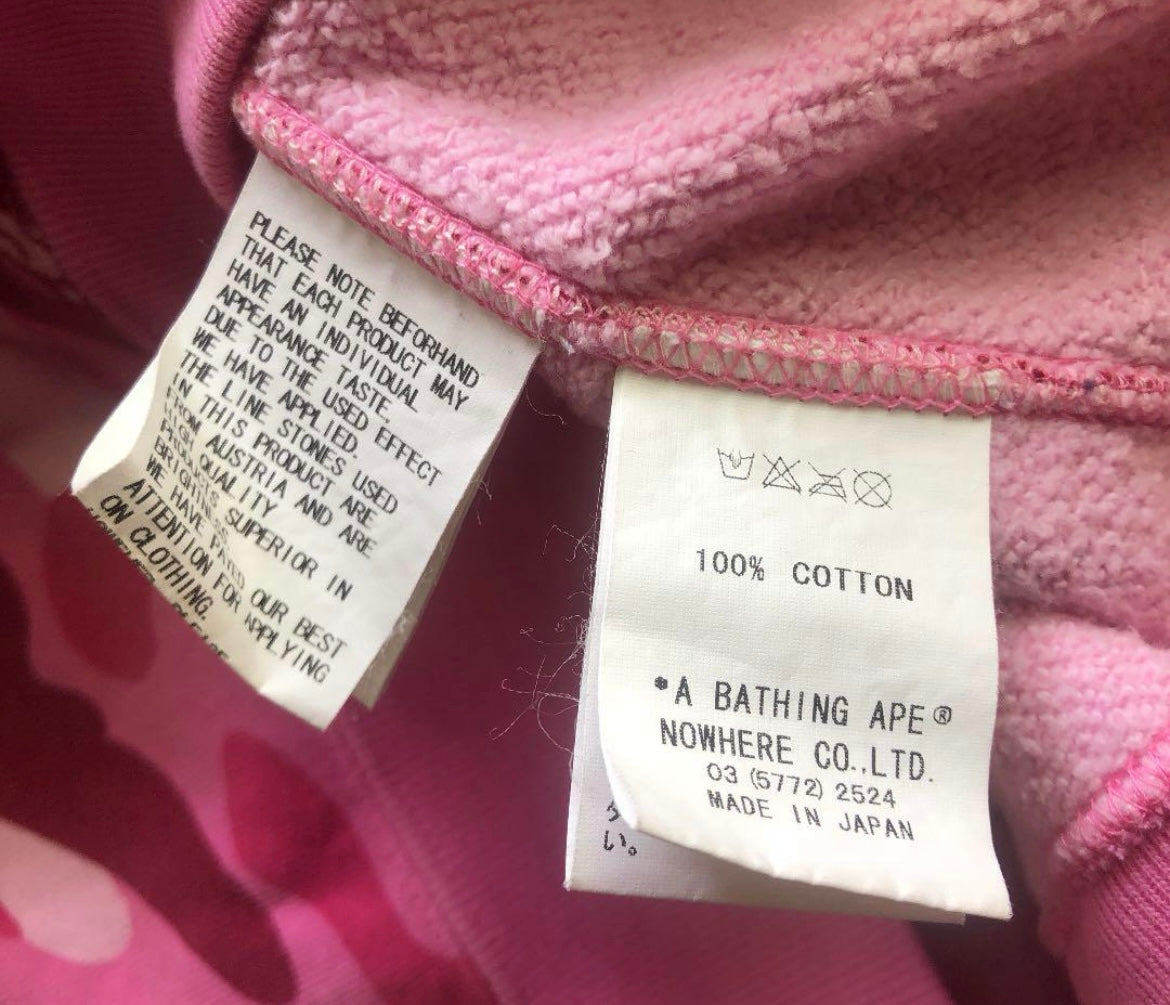 PLEASE NOTE BEFORHAND
THAT EACH PRODUCT MAY
HAVE AN INDIVIDUAL
APPEARANCE TASTE.
DUE TO THE USED EFFECT
WE HAVE APPLIED.
THE LINE STONES USED
IN THIS PRODUCT ARE
FROM AUSTRIA AND ARE
HIGH QUALITY
PRODUCTS SUPERIOR IN
BRIGHTNESS.
WE HAVE PAYED OUR BEST
ATTENTION FOR APPLYING
ON CLOTHING.
PLEASE
100% COTTON
•A BATHING APE®
NOWHERE CO.,LTD.
03 (5772) 2524
MADE IN JAPAN
い。